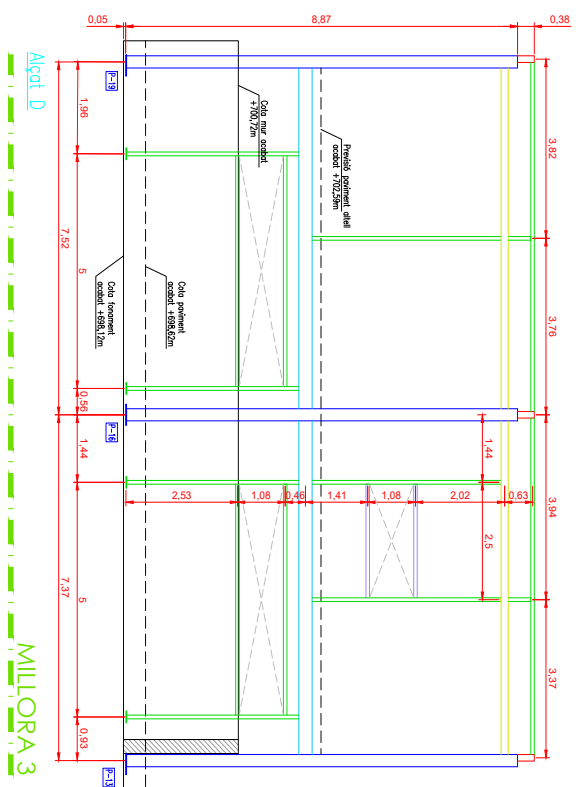 0,05
8,87
0,38
Alçat D
P-19
1,96
Cota mur acabat
+700,72m
Previsió paviment altell
acabat +702,59m
3,82
7,52
5
Cota fonament
acabat +698,12m
Cota paviment
acabat +698,62m
3,76
0,56
P-16
1,44
1,44
2,53
1,08
0,46
1,41
1,08
2,02
0,63
3,94
2,5
7,37
5
3,37
MILLORA 3
0,93
P-13